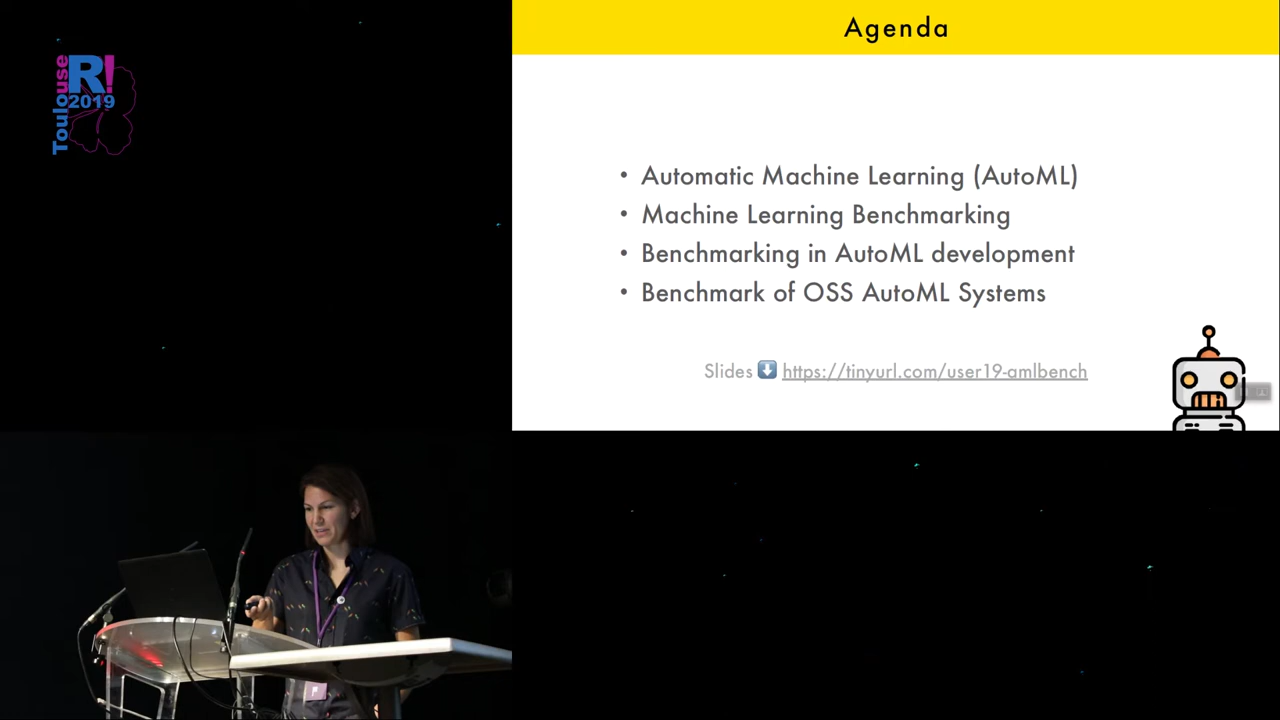 Toulouse
R!
2019
Agenda
• Automatic Machine Learning (AutoML)
• Machine Learning Benchmarking
• Benchmarking in AutoML development
• Benchmark of OSS AutoML Systems
Slides ⬇ https://tinyurl.com/user19-amlbench